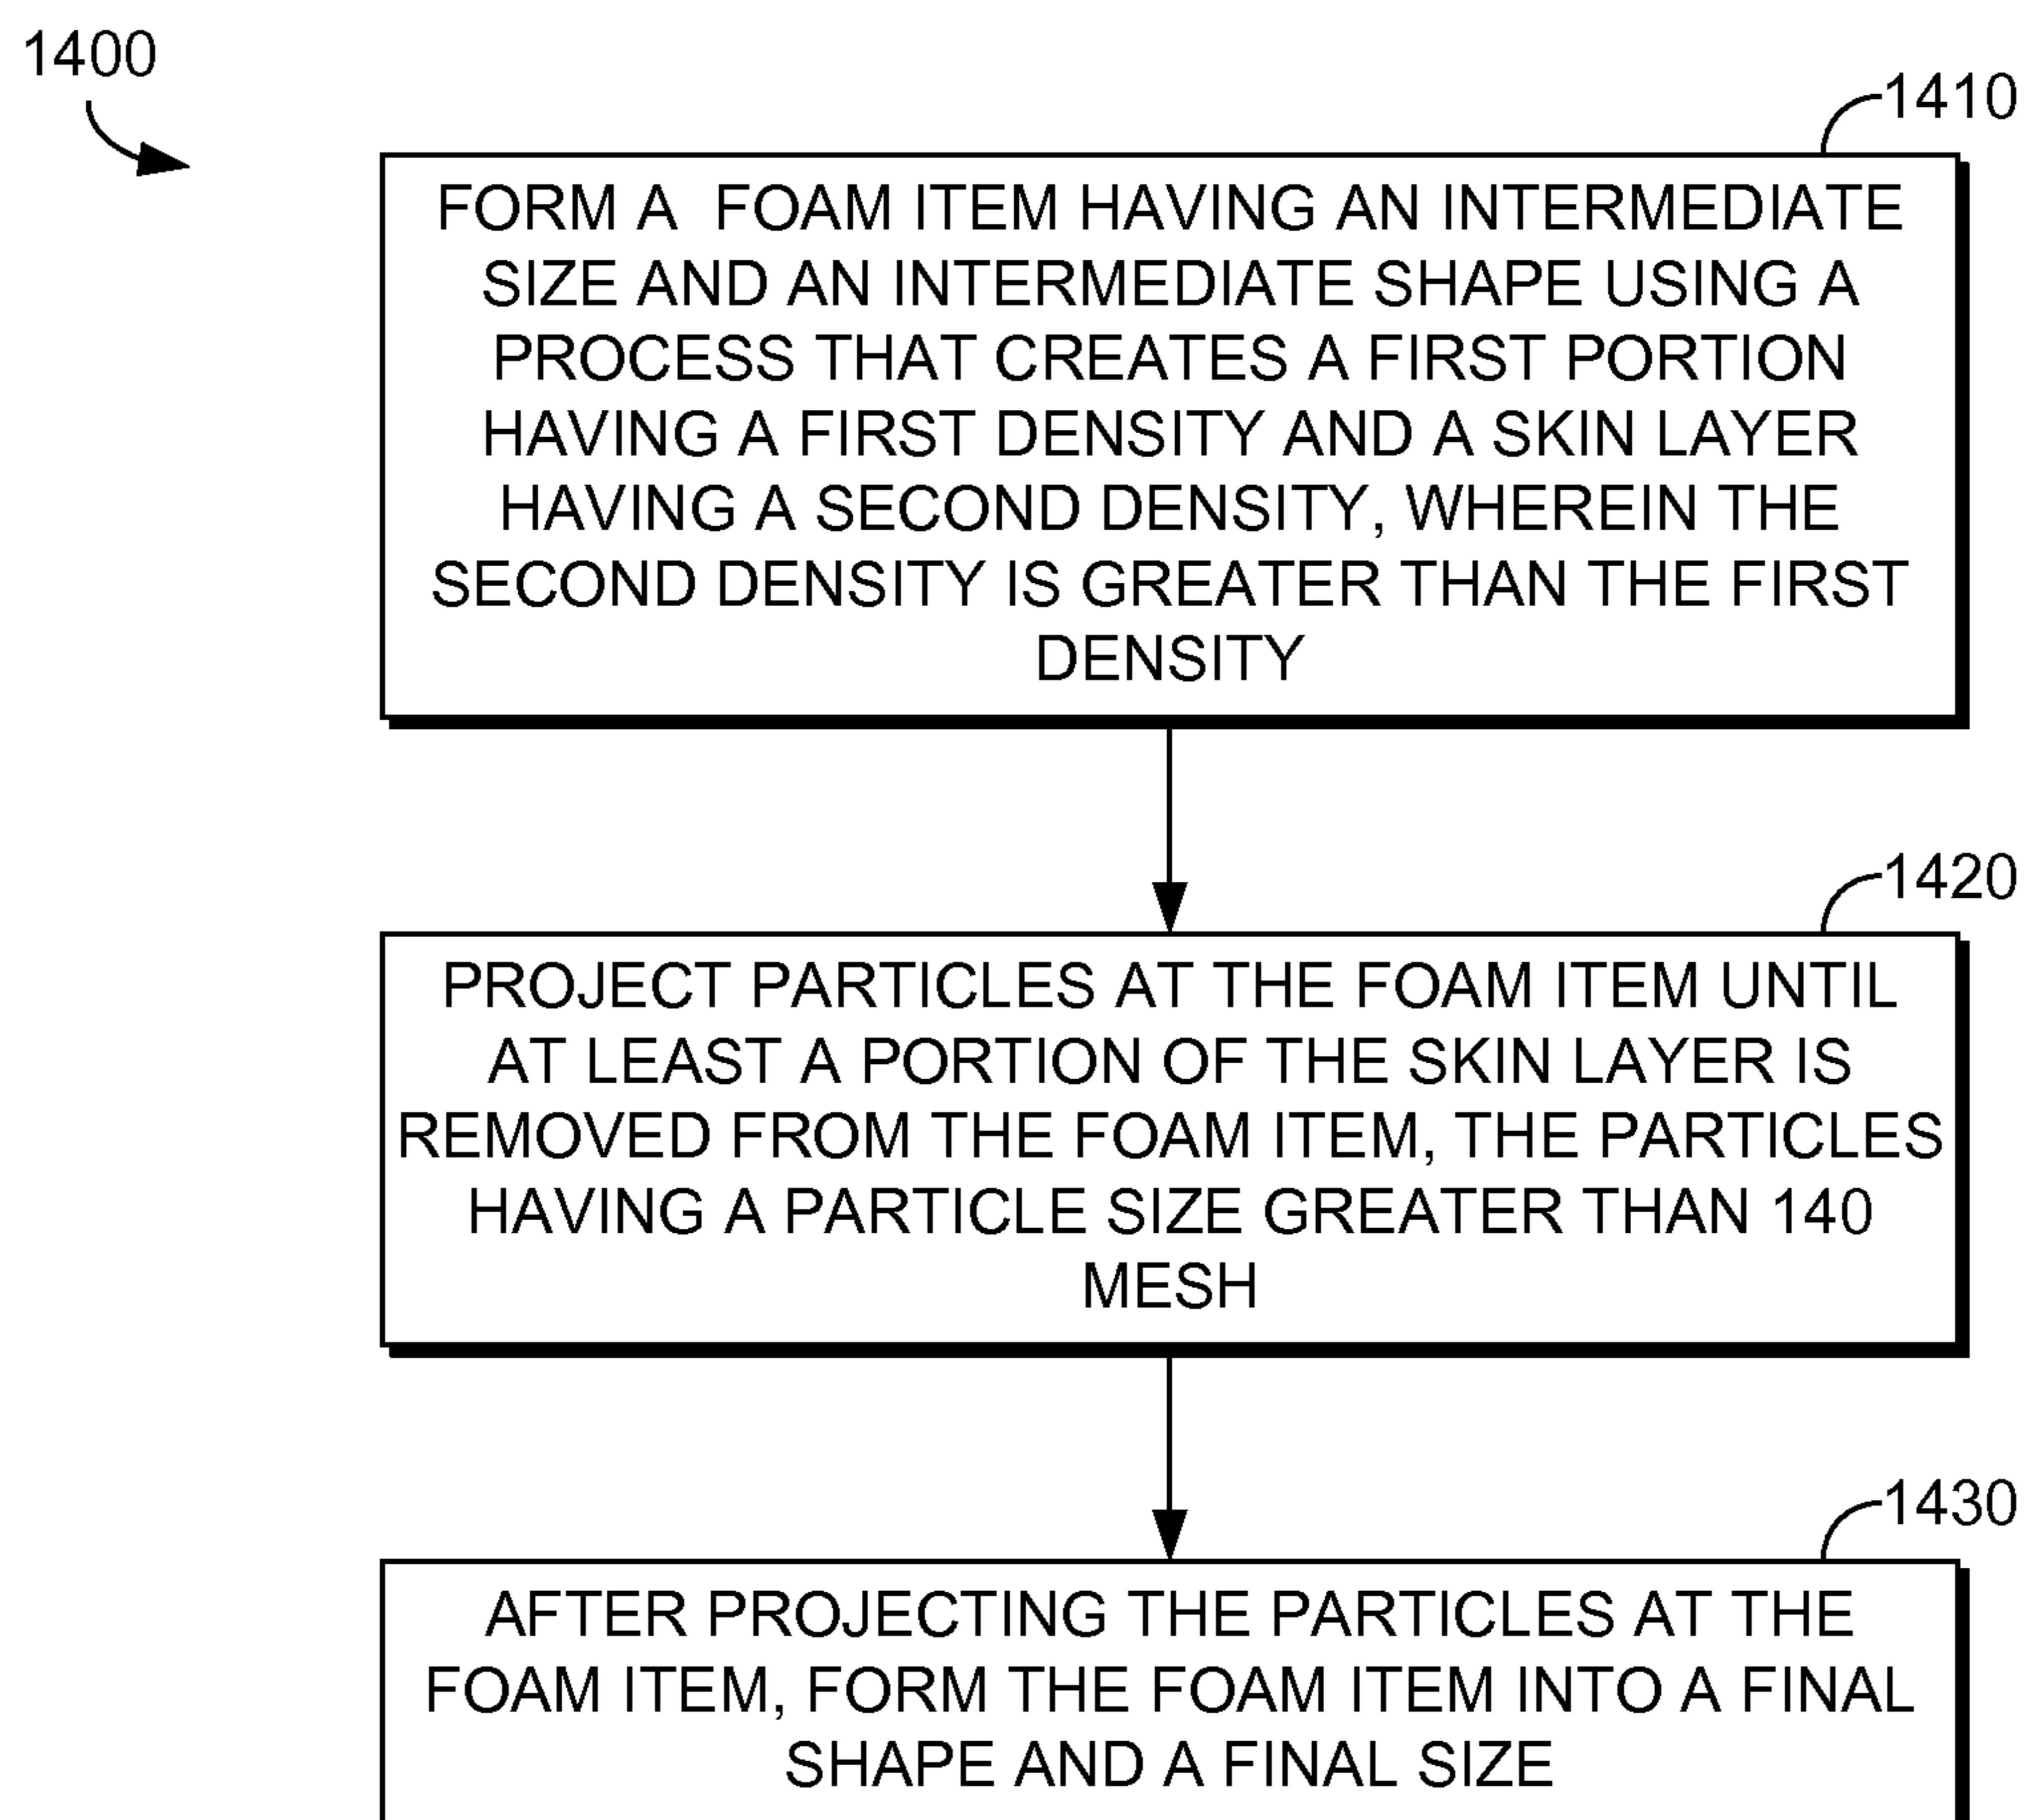 1400
1410
FORM A FOAM ITEM HAVING AN INTERMEDIATE
SIZE AND AN INTERMEDIATE SHAPE USING A
PROCESS THAT CREATES A FIRST PORTION
HAVING A FIRST DENSITY AND A SKIN LAYER
HAVING A SECOND DENSITY, WHEREIN THE
SECOND DENSITY IS GREATER THAN THE FIRST
DENSITY
1420
PROJECT PARTICLES AT THE FOAM ITEM UNTIL
AT LEAST A PORTION OF THE SKIN LAYER IS
REMOVED FROM THE FOAM ITEM, THE PARTICLES
HAVING A PARTICLE SIZE GREATER THAN 140
MESH
1430
AFTER PROJECTING THE PARTICLES AT THE
FOAM ITEM, FORM THE FOAM ITEM INTO A FINAL
SHAPE AND A FINAL SIZE